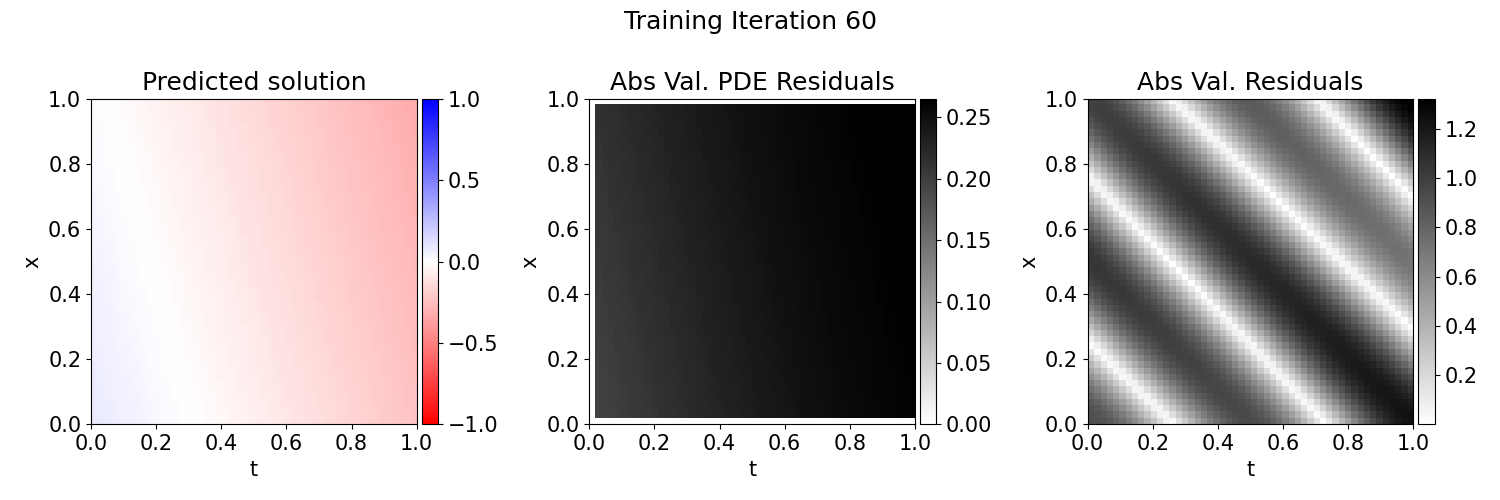 Training Iteration 60
Predicted solution
1.0
0.8
0.6
0.4
0.2
0.0
x
0.0 0.2 0.4 0.6 0.8 1.0
t
1.0
0.5
0.0
−0.5
−1.0
Abs Val. PDE Residuals
1.0
0.8
0.6
0.4
0.2
0.0
x
0.0 0.2 0.4 0.6 0.8 1.0
t
0.25
0.20
0.15
0.10
0.05
0.00
Abs Val. Residuals
1.0
0.8
0.6
0.4
0.2
0.0
x
0.0 0.2 0.4 0.6 0.8 1.0
t
1.2
1.0
0.8
0.6
0.4
0.2